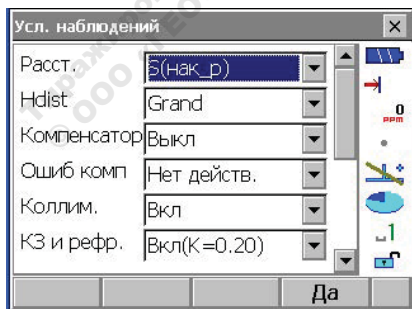 Усл. наблюдений
Расст. S(нак_р)
Hdist Grand
Компенсатор Выкл
Ошиб комп Нет действ.
Коллим. Вкл
КЗ и рефр. Вкл(K=0.20)
Да
0
PPM
1